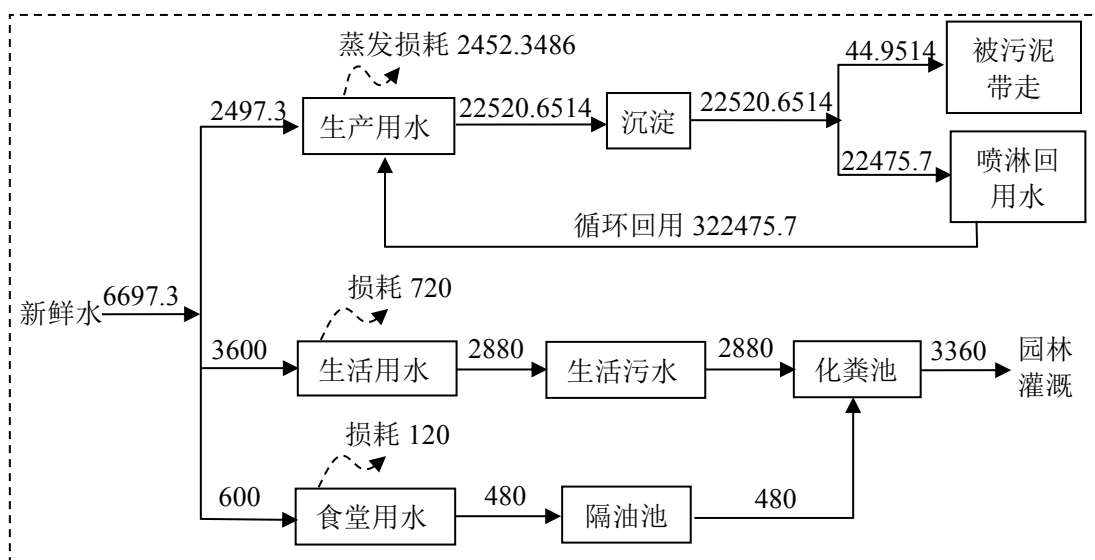 蒸发损耗 2452.3486
44.9514
被污泥
带走
2497.3
生产用水
22520.6514
沉淀
22520.6514
22475.7
喷淋回
用水
循环回用 322475.7
新鲜水
6697.3
损耗 720
3600
生活用水
2880
生活污水
2880
化粪池
3360
园林
灌溉
损耗 120
600
食堂用水
480
隔油池
480